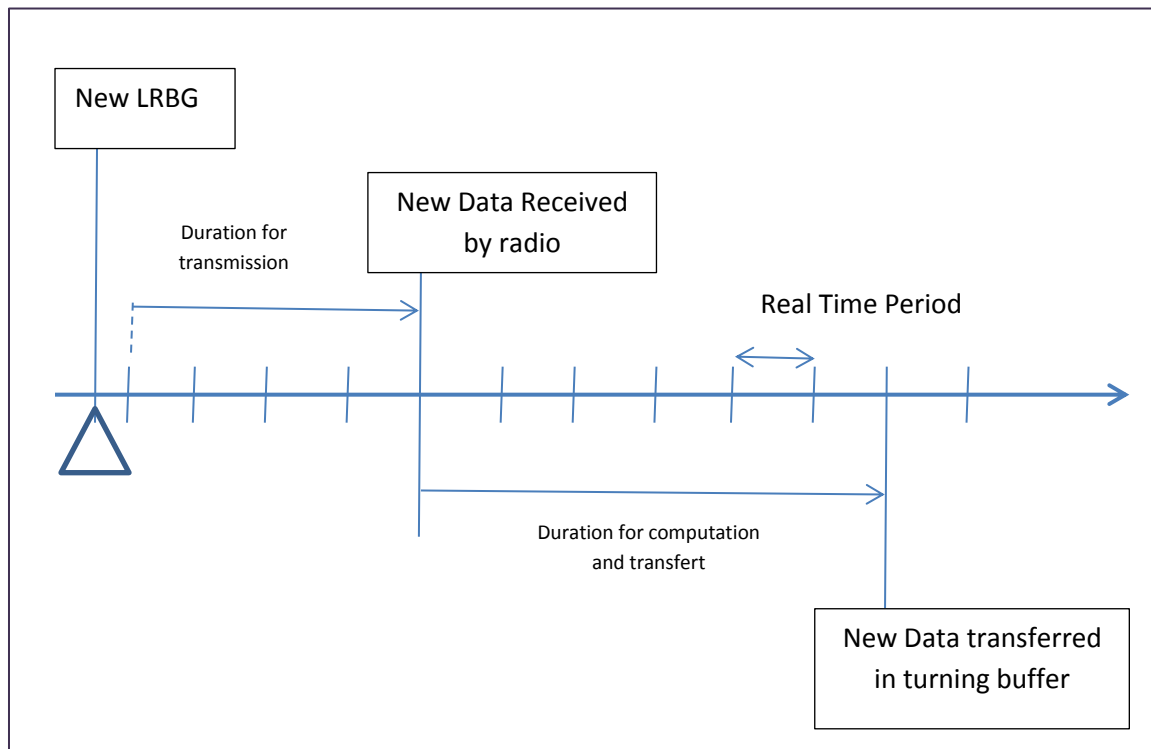 New LRBG
New Data Received
by radio
Duration for
transmission
Real Time Period
Duration for computation
and transfert
New Data transferred
in turning buffer